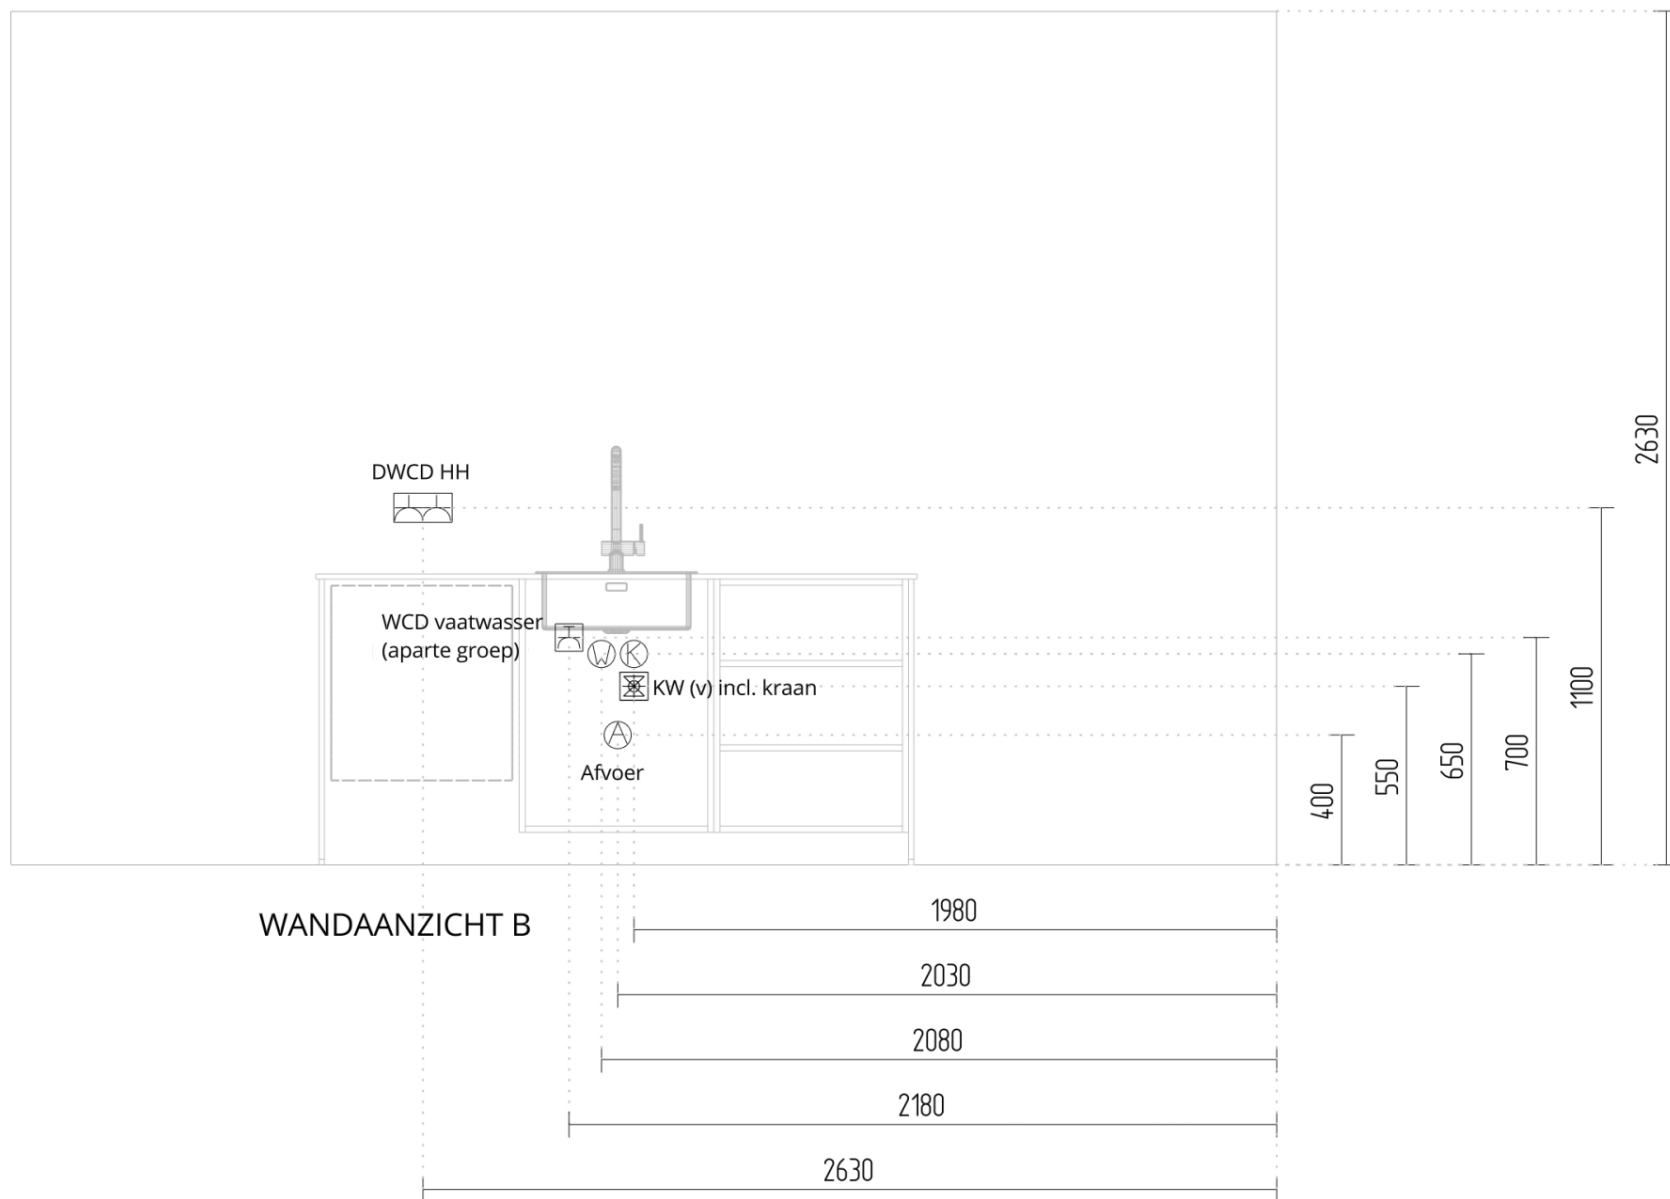 2630
DWCD HH
WCD vaatwasser
(aparte groep)
W
K
KW (v) incl. kraan
A
Afvoer
1100
700
650
550
400
WANDAANZICHT B
1980
2030
2080
2180
2630